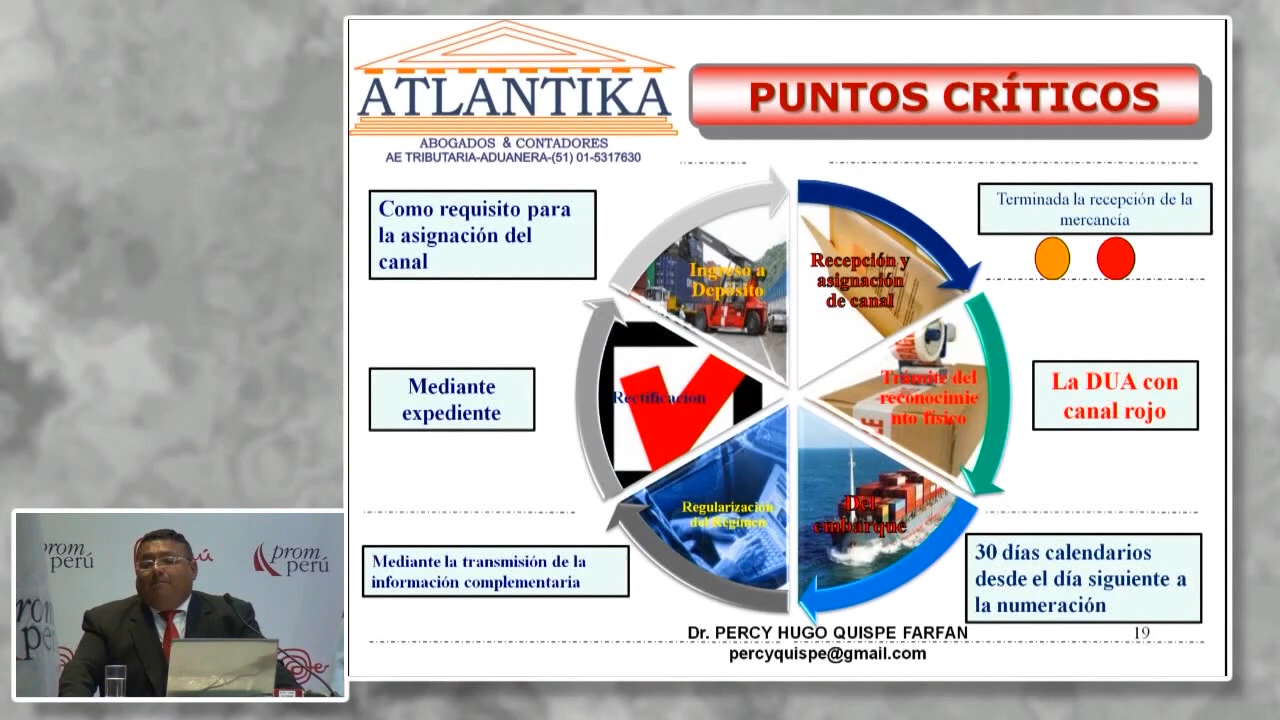 ATLANTIKA
ABOGADOS & CONTADORES
AE TRIBUTARIA-ADUANERA-(51) 01-5317630
PUNTOS CRÍTICOS
Como requisito para
la asignación del
canal
Ingreso a
Depósito
Recepción y
asignación
de canal
Terminada la recepción de la
mercancía
Mediante
expediente
Rectificación
Trámite del
reconocimie
nto físico
La DUA con
canal rojo
Regularización
del Régimen
Del
embarque
Mediante la transmisión de la
información complementaria
30 días calendarios
desde el día siguiente a
la numeración
Dr. PERCY HUGO QUISPE FARFAN
19
percyquispe@gmail.com
prom
perú
prom
perú